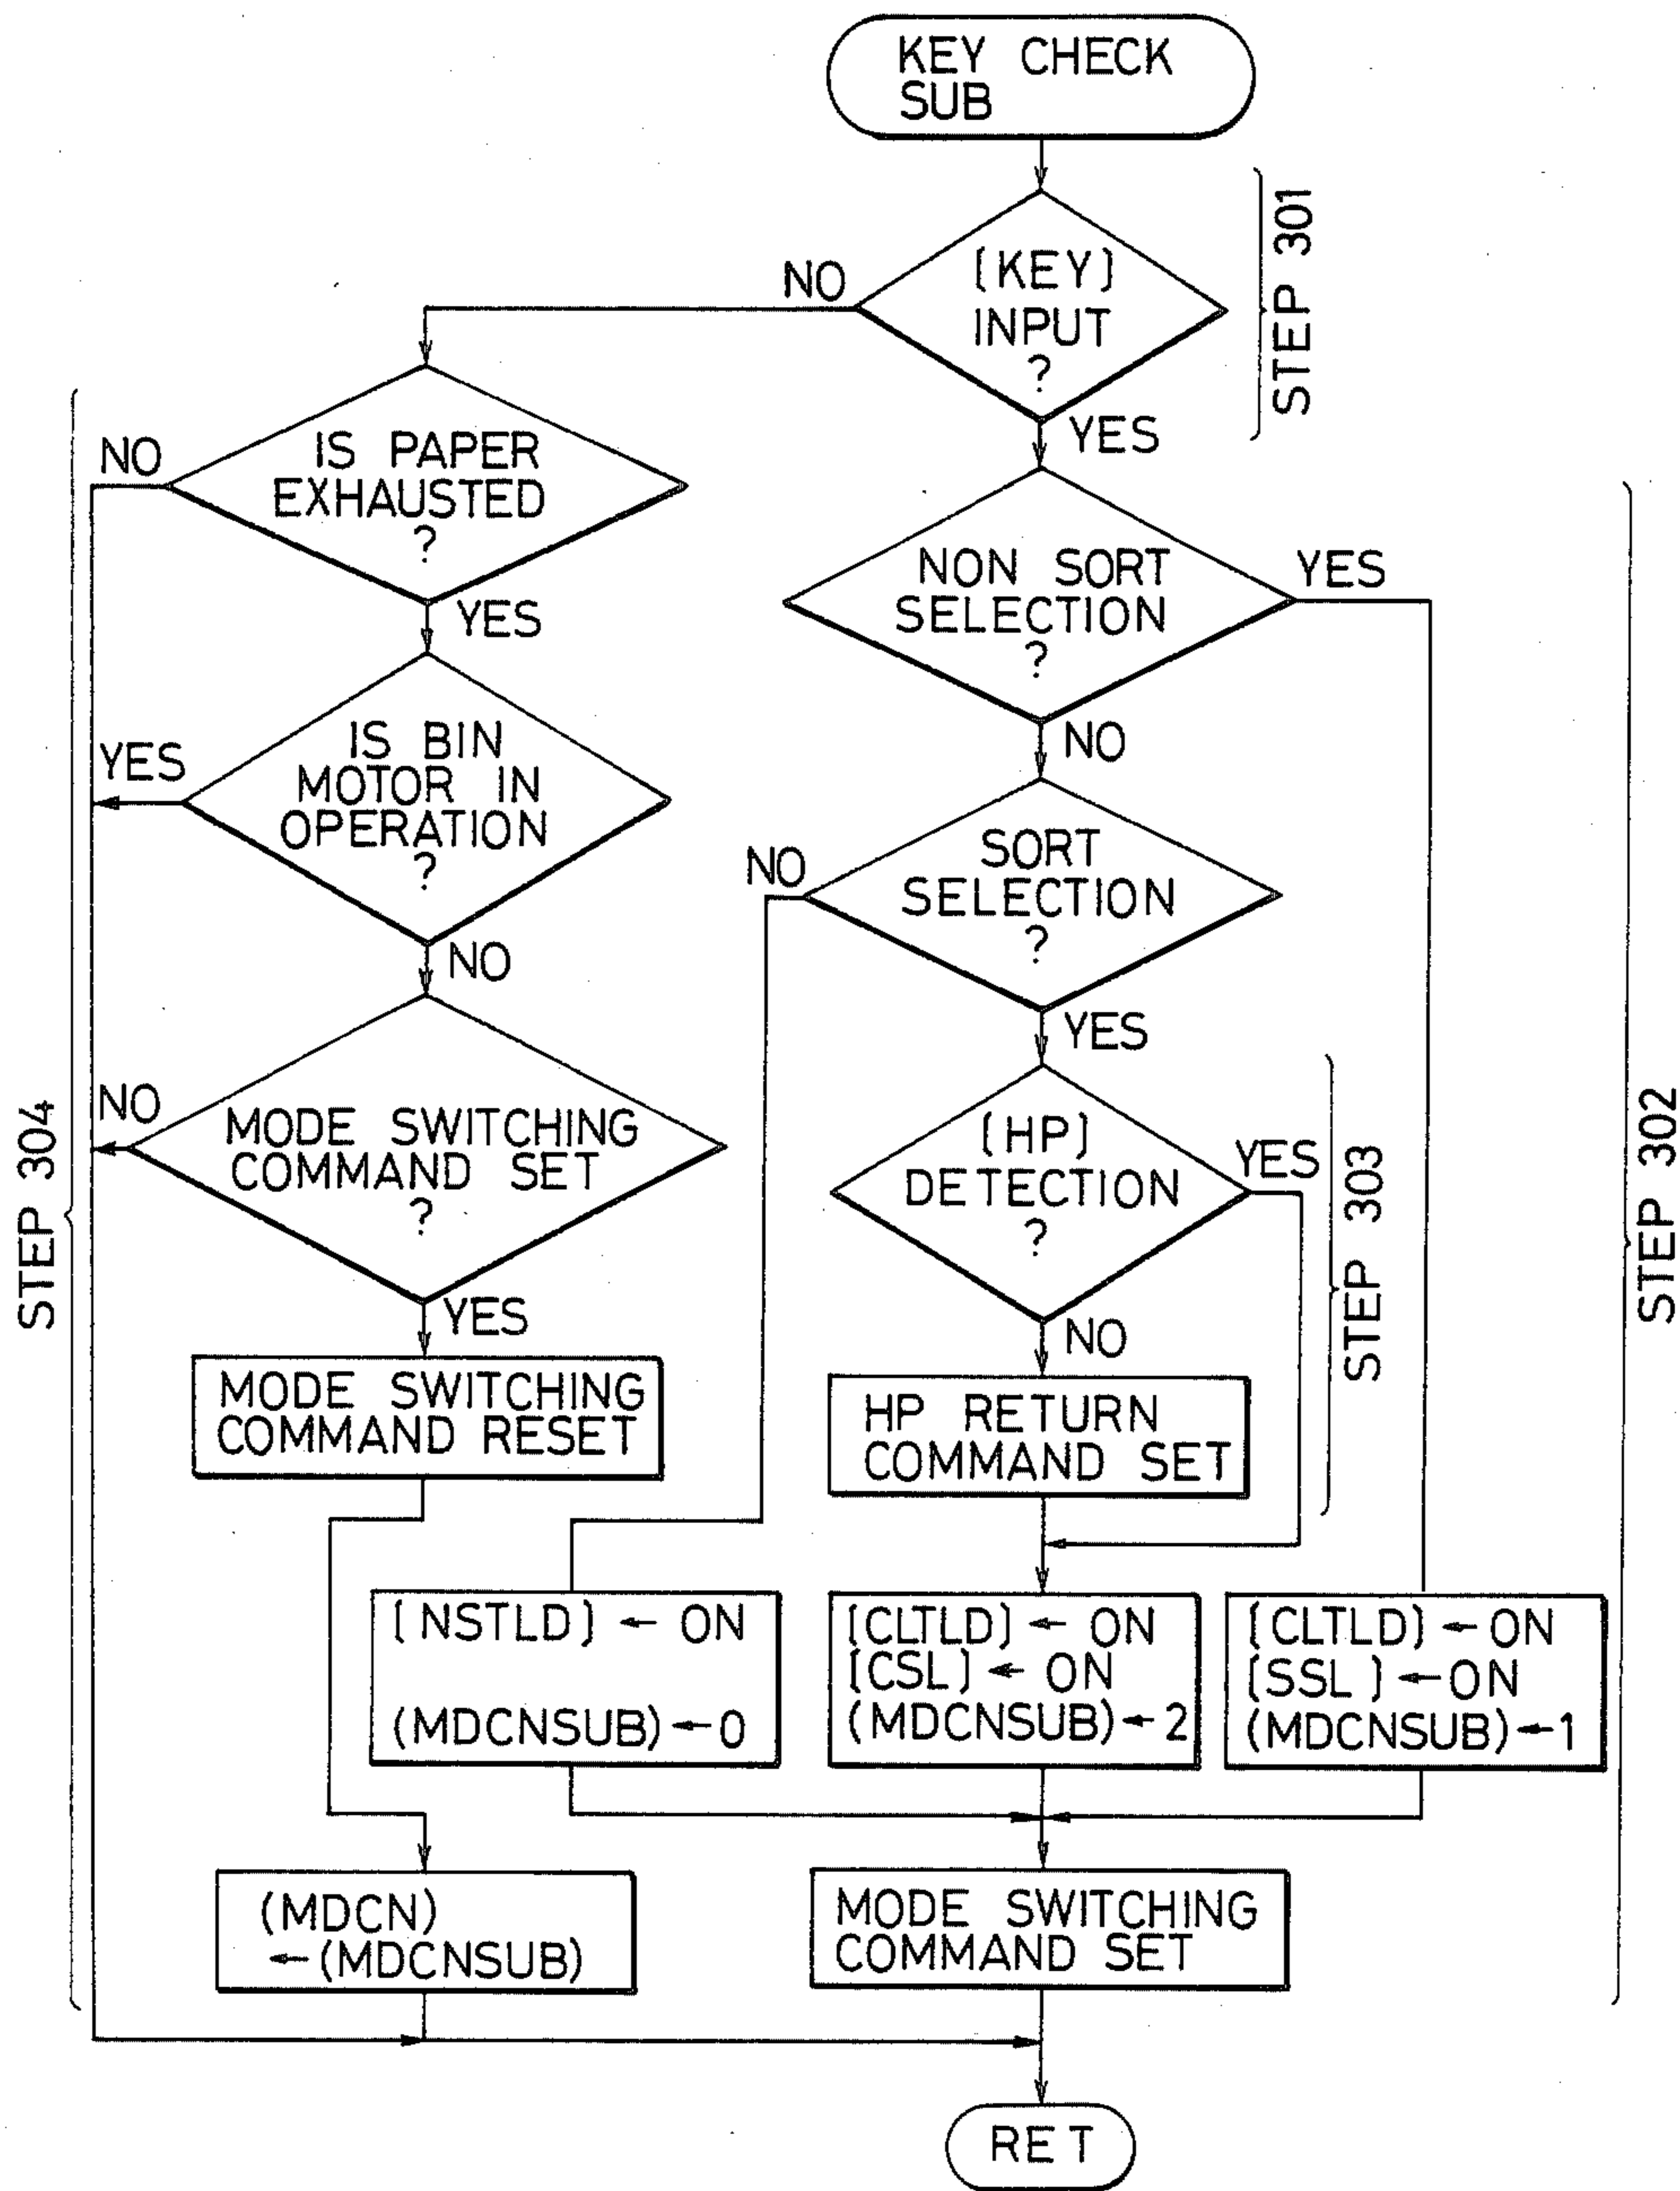 KEY CHECK
SUB
STEP 301
[KEY]
INPUT
?
NO
YES
IS PAPER
EXHAUSTED
?
NO
YES
NON SORT
SELECTION
?
YES
NO
IS BIN
MOTOR IN
OPERATION
?
YES
NO
SORT
SELECTION
?
NO
YES
MODE SWITCHING
COMMAND SET
?
NO
YES
[HP]
DETECTION
?
YES
NO
STEP 303
STEP 304
STEP 302
MODE SWITCHING
COMMAND RESET
HP RETURN
COMMAND SET
[NSTLD] ← ON
(MDCNSUB) ← 0
[CLTLD] ← ON
[CSL] ← ON
(MDCNSUB) ← 2
[CLTLD] ← ON
[SSL] ← ON
(MDCNSUB) ← 1
(MDCN)
← (MDCNSUB)
MODE SWITCHING
COMMAND SET
RET